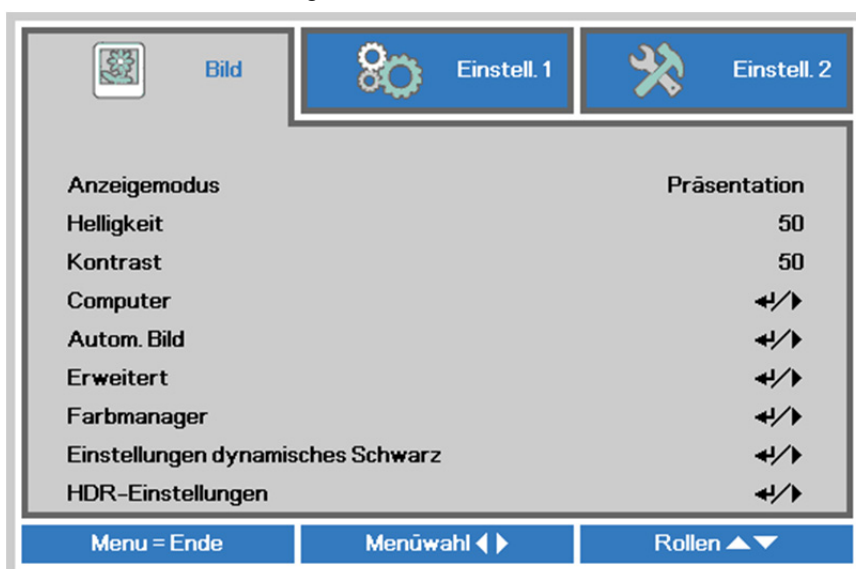 Bild Einstell. 1 Einstell. 2
Anzeigemodus Präsentation
Helligkeit 50
Kontrast 50
Computer ↵/▶
Autom. Bild ↵/▶
Erweitert ↵/▶
Farbmanager ↵/▶
Einstellungen dynamisches Schwarz ↵/▶
HDR-Einstellungen ↵/▶
Menu = Ende Menüwahl ◀ ▶ Rollen ▲▼